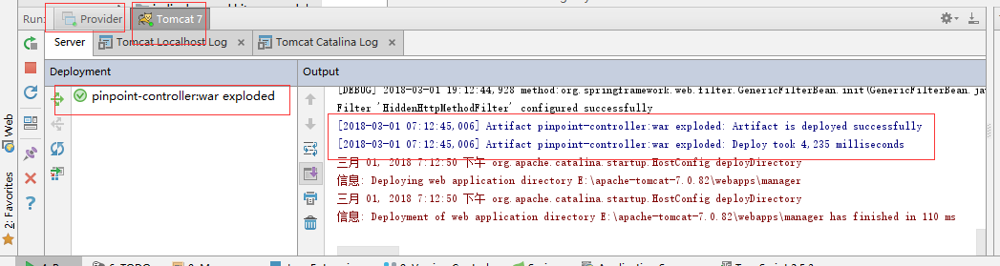 Run:
Provider
Tomcat 7
Server
Tomcat Localhost Log
Tomcat Catalina Log
Deployment
Output
pinpoint-controller:war exploded
[DEBUG] 2018-03-01 19:12:44,928 method:org.springframework.web.filter.GenericFilterBean.init(GenericFilterBean.jav
Filter 'HiddenHttpMethodFilter' configured successfully
[2018-03-01 07:12:45,006] Artifact pinpoint-controller:war exploded: Artifact is deployed successfully
[2018-03-01 07:12:45,006] Artifact pinpoint-controller:war exploded: Deploy took 4,235 milliseconds
三月 01, 2018 7:12:50 下午 org.apache.catalina.startup.HostConfig deployDirectory
信息: Deploying web application directory E:\apache-tomcat-7.0.82\webapps\manager
三月 01, 2018 7:12:50 下午 org.apache.catalina.startup.HostConfig deployDirectory
信息: Deployment of web application directory E:\apache-tomcat-7.0.82\webapps\manager has finished in 110 ms
Web
2: Favorites